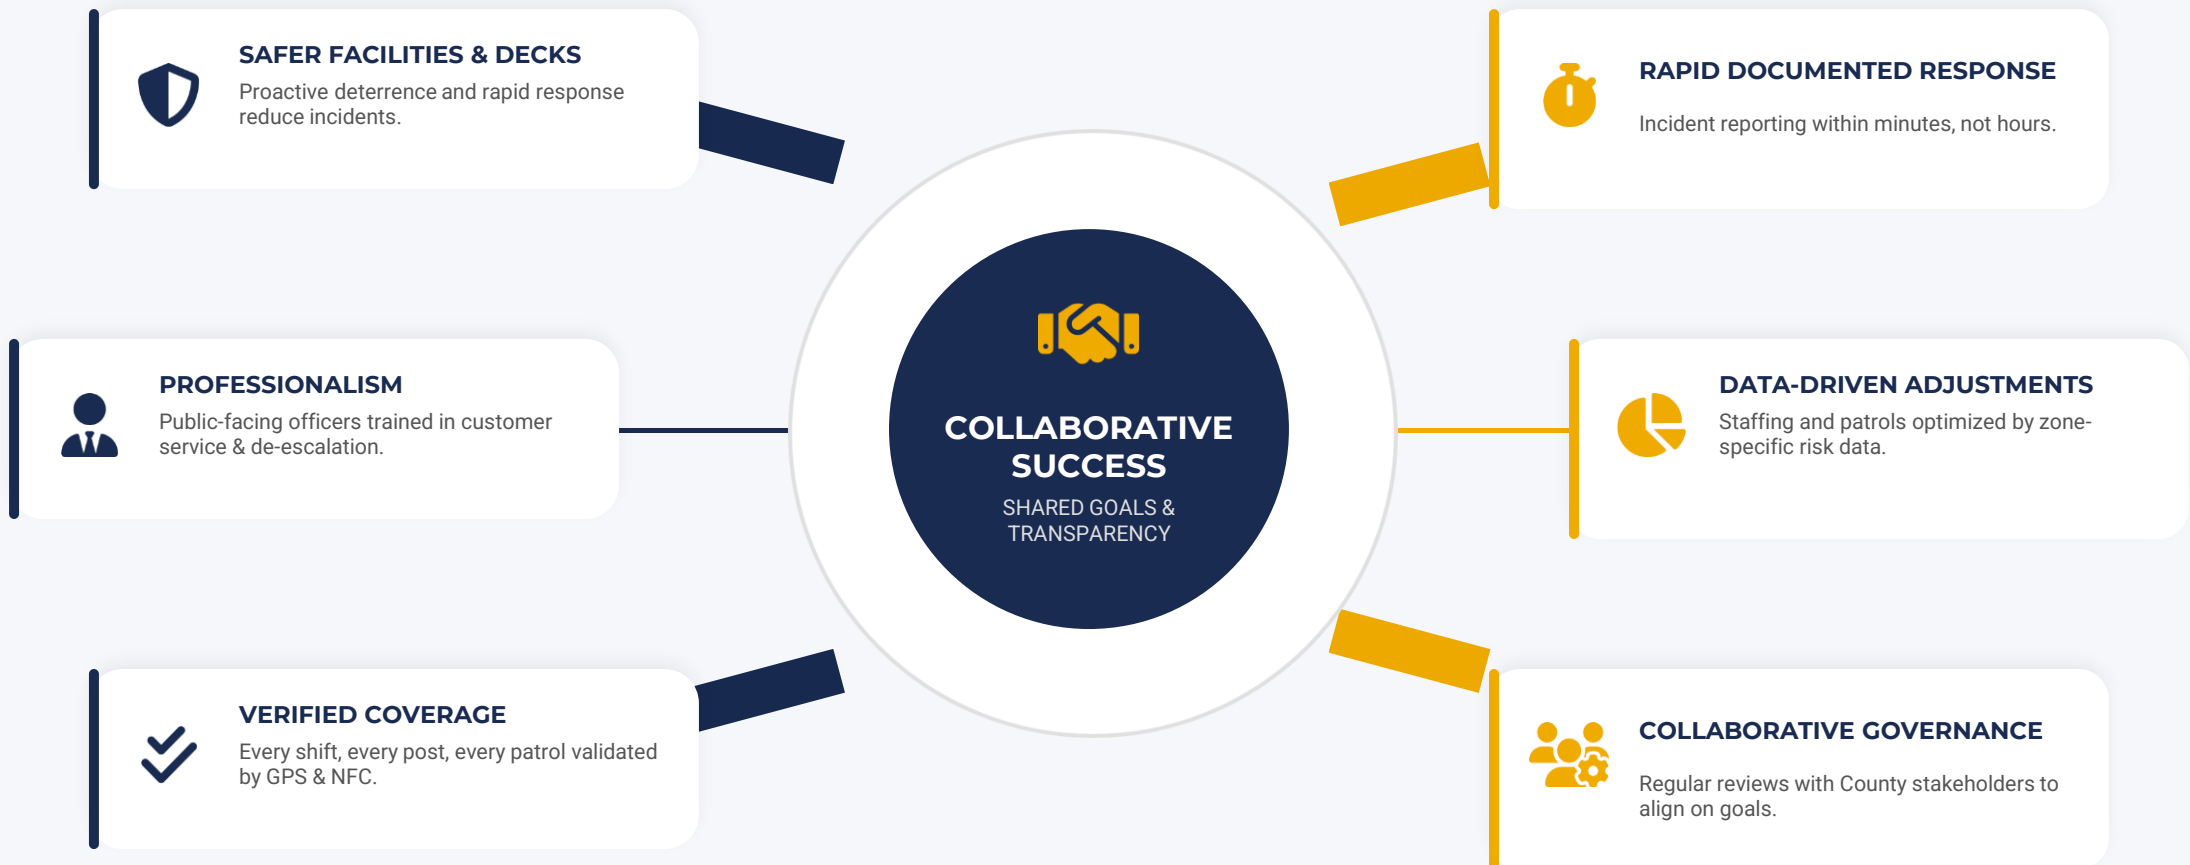 SAFER FACILITIES & DECKS
Proactive deterrence and rapid response
reduce incidents.
PROFESSIONALISM
Public-facing officers trained in customer
service & de-escalation.
VERIFIED COVERAGE
Every shift, every post, every patrol validated
by GPS & NFC.
COLLABORATIVE
SUCCESS
SHARED GOALS &
TRANSPARENCY
RAPID DOCUMENTED RESPONSE
Incident reporting within minutes, not hours.
DATA-DRIVEN ADJUSTMENTS
Staffing and patrols optimized by zone-
specific risk data.
COLLABORATIVE GOVERNANCE
Regular reviews with County stakeholders to
align on goals.